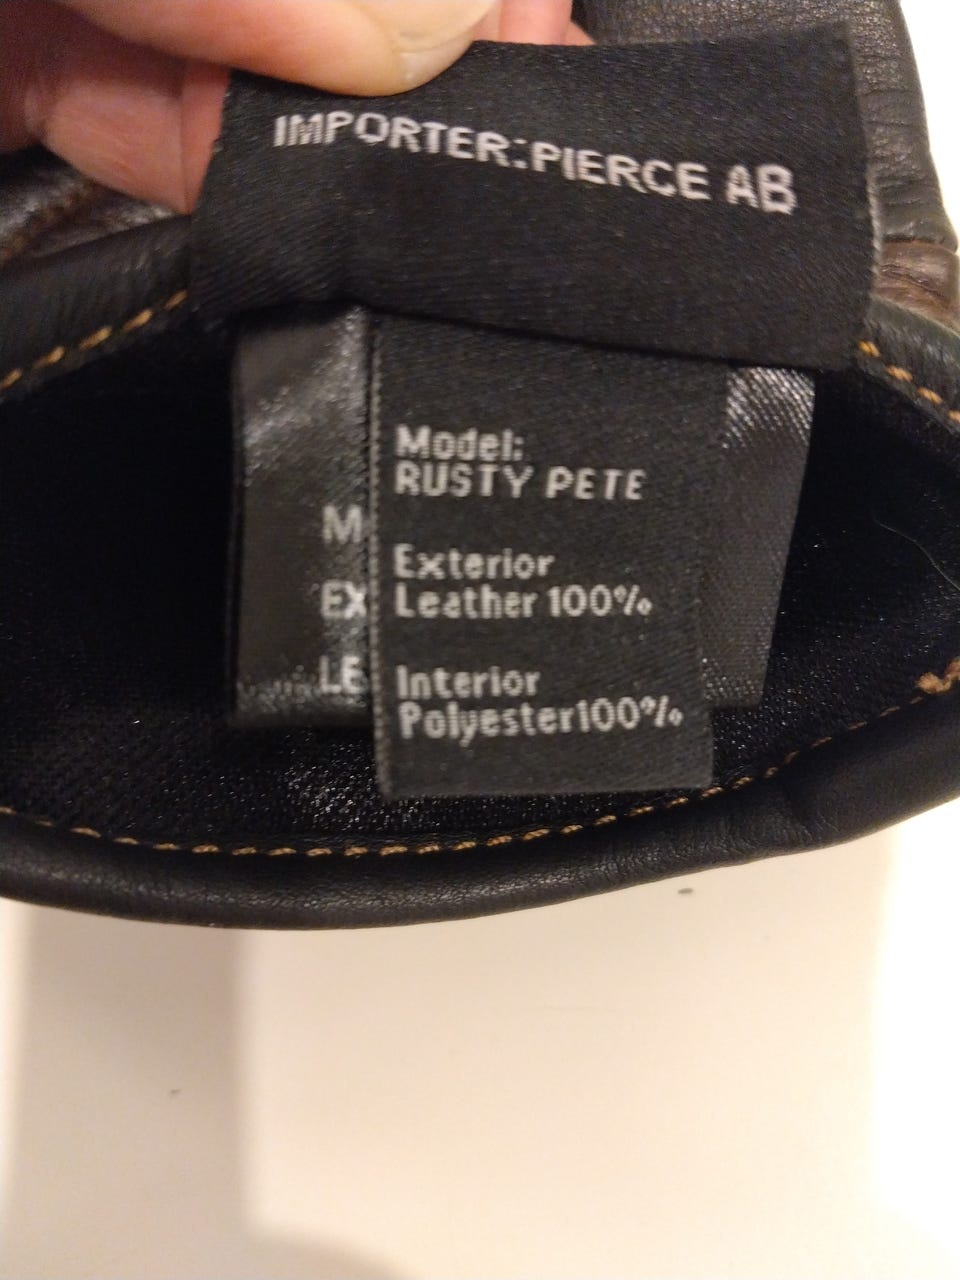 IMPORTER:PIERCE AB
Model:
RUSTY PETE
Exterior
Leather 100%
Interior
Polyester100%
M
EX
LE